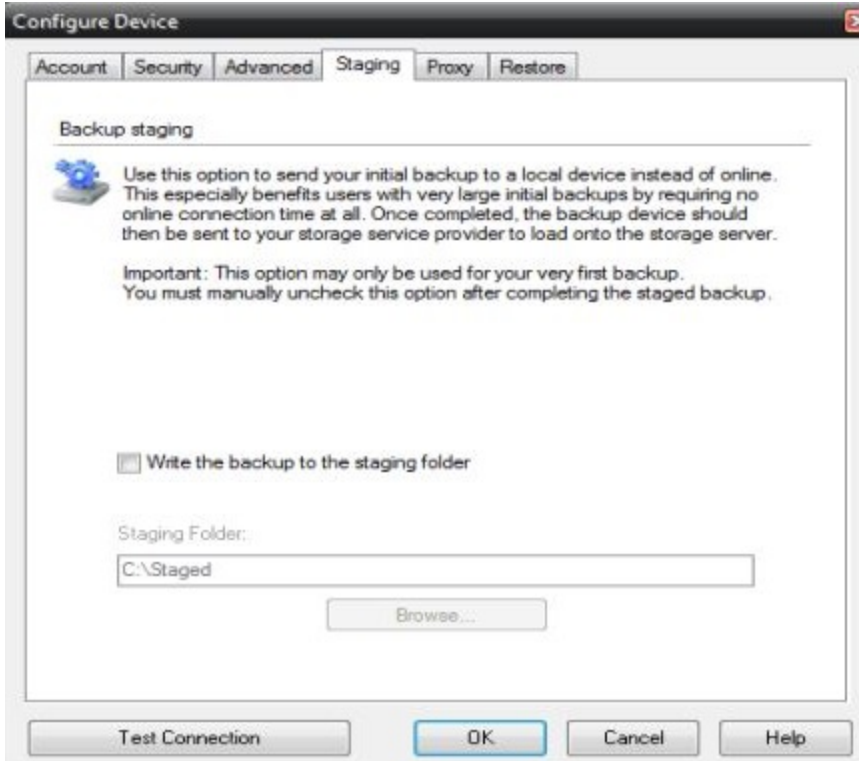 Configure Device
Account Security Advanced Staging Proxy Restore
Backup staging
Use this option to send your initial backup to a local device instead of online.
This especially benefits users with very large initial backups by requiring no
online connection time at all. Once completed, the backup device should
then be sent to your storage service provider to load onto the storage server.
Important: This option may only be used for your very first backup.
You must manually uncheck this option after completing the staged backup.
Write the backup to the staging folder
Staging Folder:
C:\Staged
Browse...
Test Connection OK Cancel Help